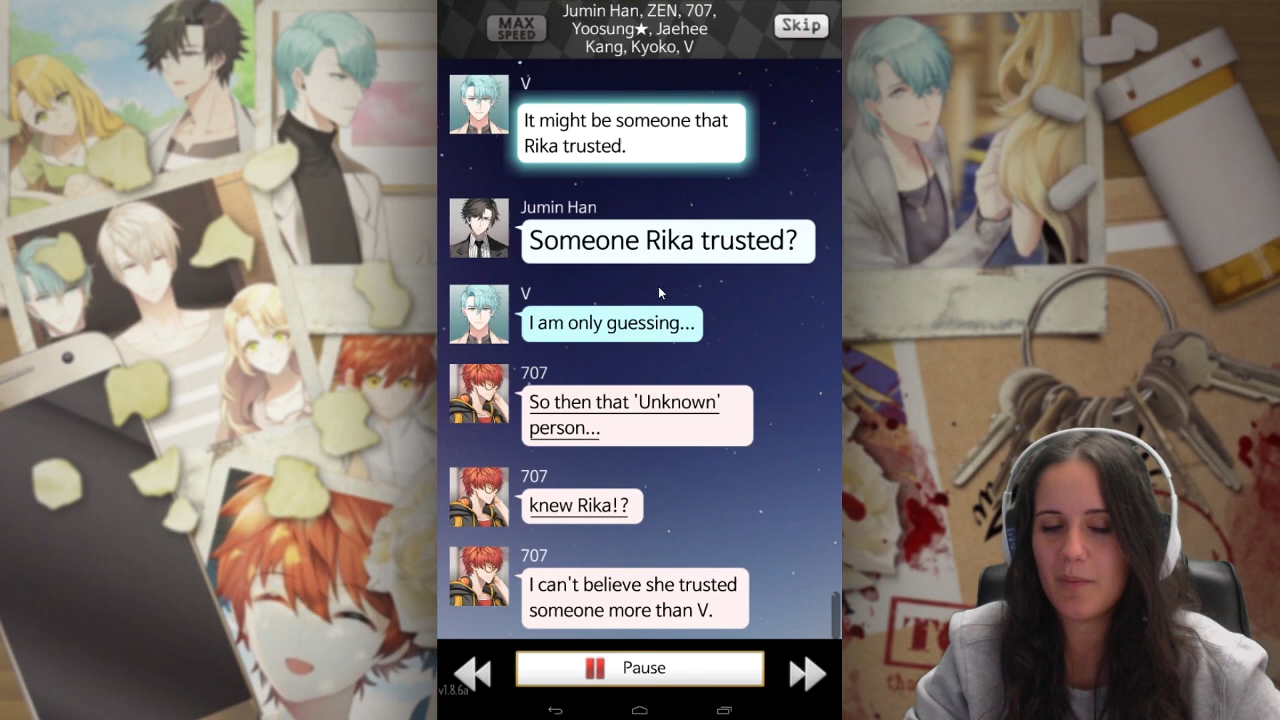 MAX
SPEED
Jumin Han, ZEN, 707,
Yoosung★, Jaehee
Kang, Kyoko, V
Skip
V
It might be someone that
Rika trusted.
Jumin Han
Someone Rika trusted?
V
I am only guessing...
707
So then that 'Unknown'
person...
707
knew Rika!?
707
I can't believe she trusted
someone more than V.
Pause
v1.8.6a